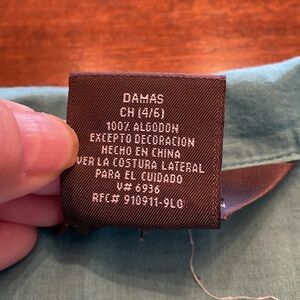 DAMAS
CH (4/6)
100% ALGODON
EXCEPTO DECORACION
HECHO EN CHINA
VER LA COSTURA LATERAL
PARA EL CUIDADO
V# 6936
RFC# 910911-9L0